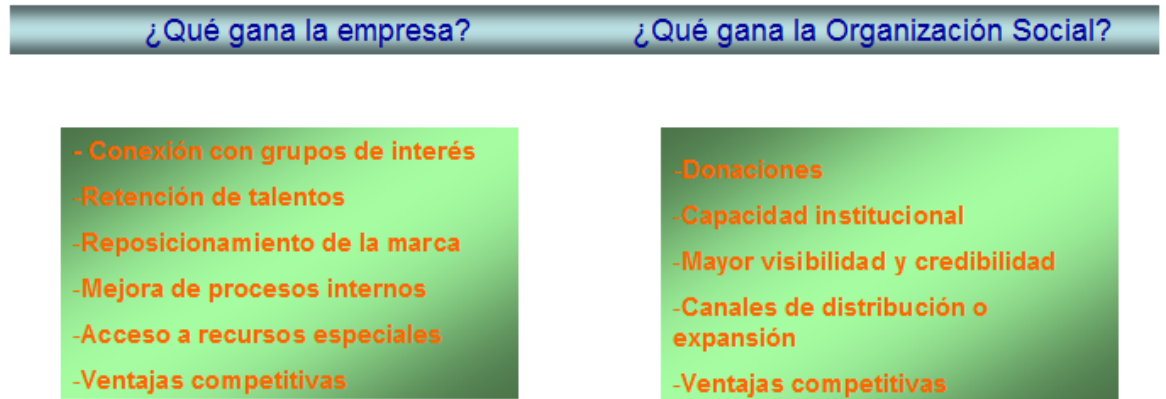 ¿Qué gana la empresa?
¿Qué gana la Organización Social?
- Conexión con grupos de interés
-Retención de talentos
-Reposicionamiento de la marca
-Mejora de procesos internos
-Acceso a recursos especiales
-Ventajas competitivas
-Donaciones
-Capacidad institucional
-Mayor visibilidad y credibilidad
-Canales de distribución o
expansión
-Ventajas competitivas